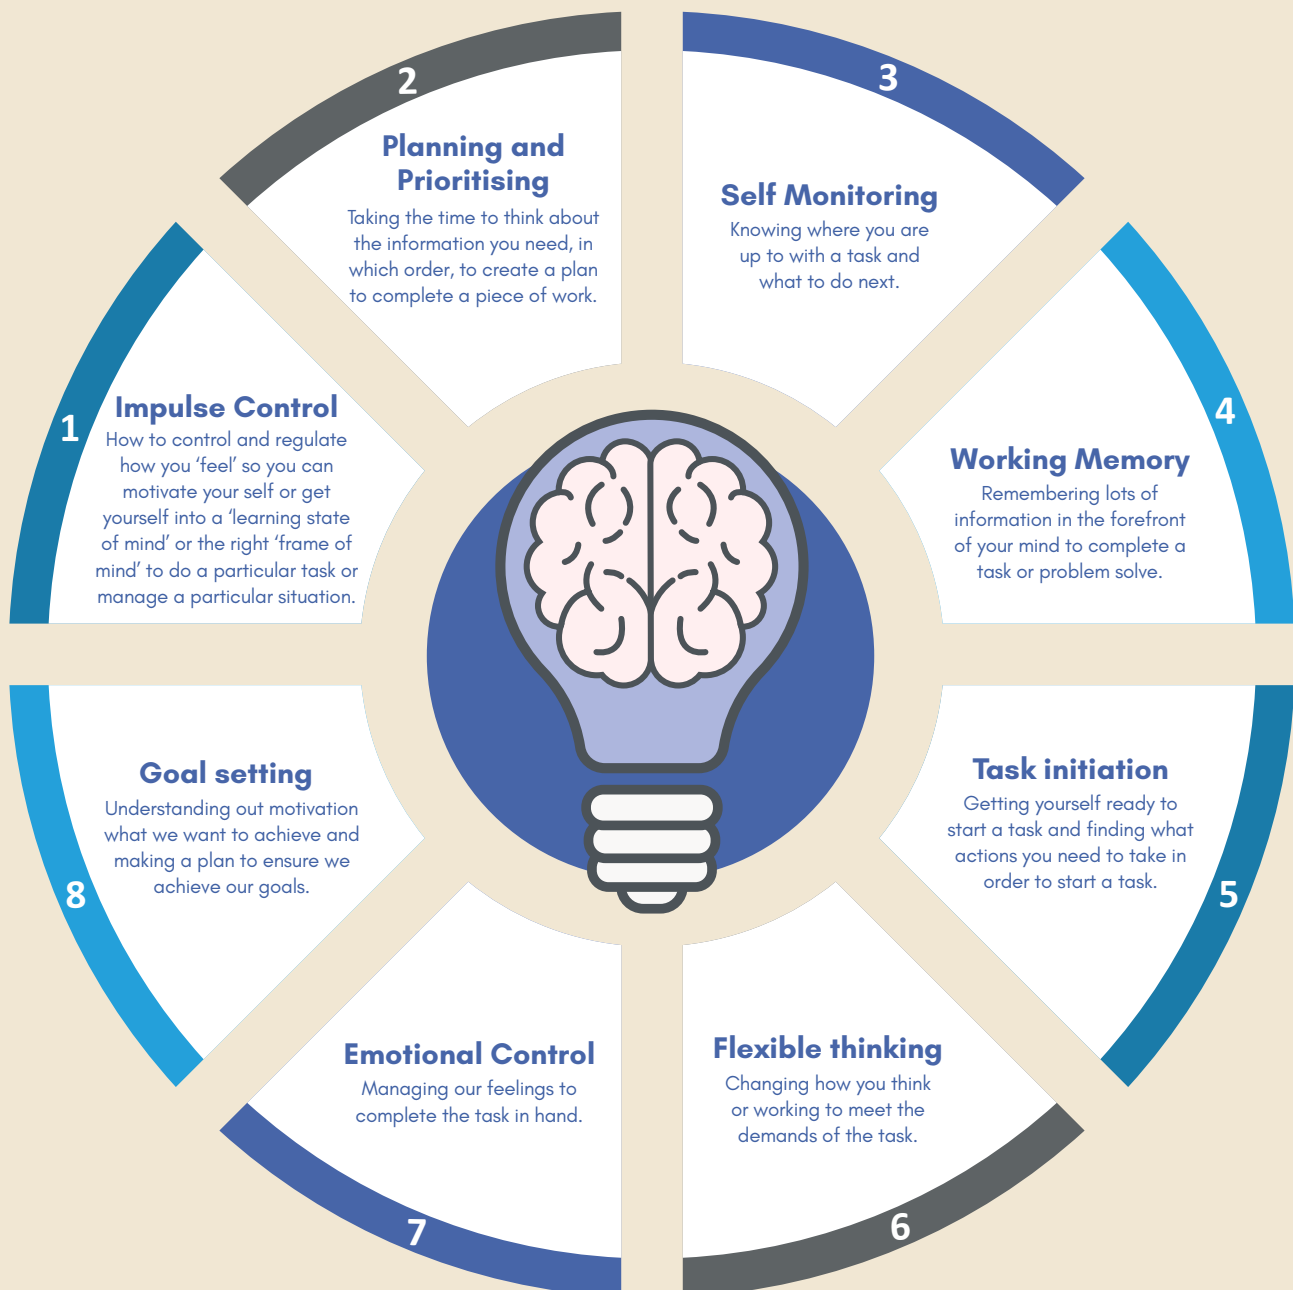 1
Impulse Control
How to control and regulate
how you ‘feel’ so you can
motivate your self or get
yourself into a ‘learning state
of mind’ or the right ‘frame of
mind’ to do a particular task or
manage a particular situation.
2
Planning and
Prioritising
Taking the time to think about
the information you need, in
which order, to create a plan
to complete a piece of work.
3
Self Monitoring
Knowing where you are
up to with a task and
what to do next.
4
Working Memory
Remembering lots of
information in the forefront
of your mind to complete a
task or problem solve.
5
Task initiation
Getting yourself ready to
start a task and finding what
actions you need to take in
order to start a task.
6
Flexible thinking
Changing how you think
or working to meet the
demands of the task.
7
Emotional Control
Managing our feelings to
complete the task in hand.
8
Goal setting
Understanding out motivation
what we want to achieve and
making a plan to ensure we
achieve our goals.